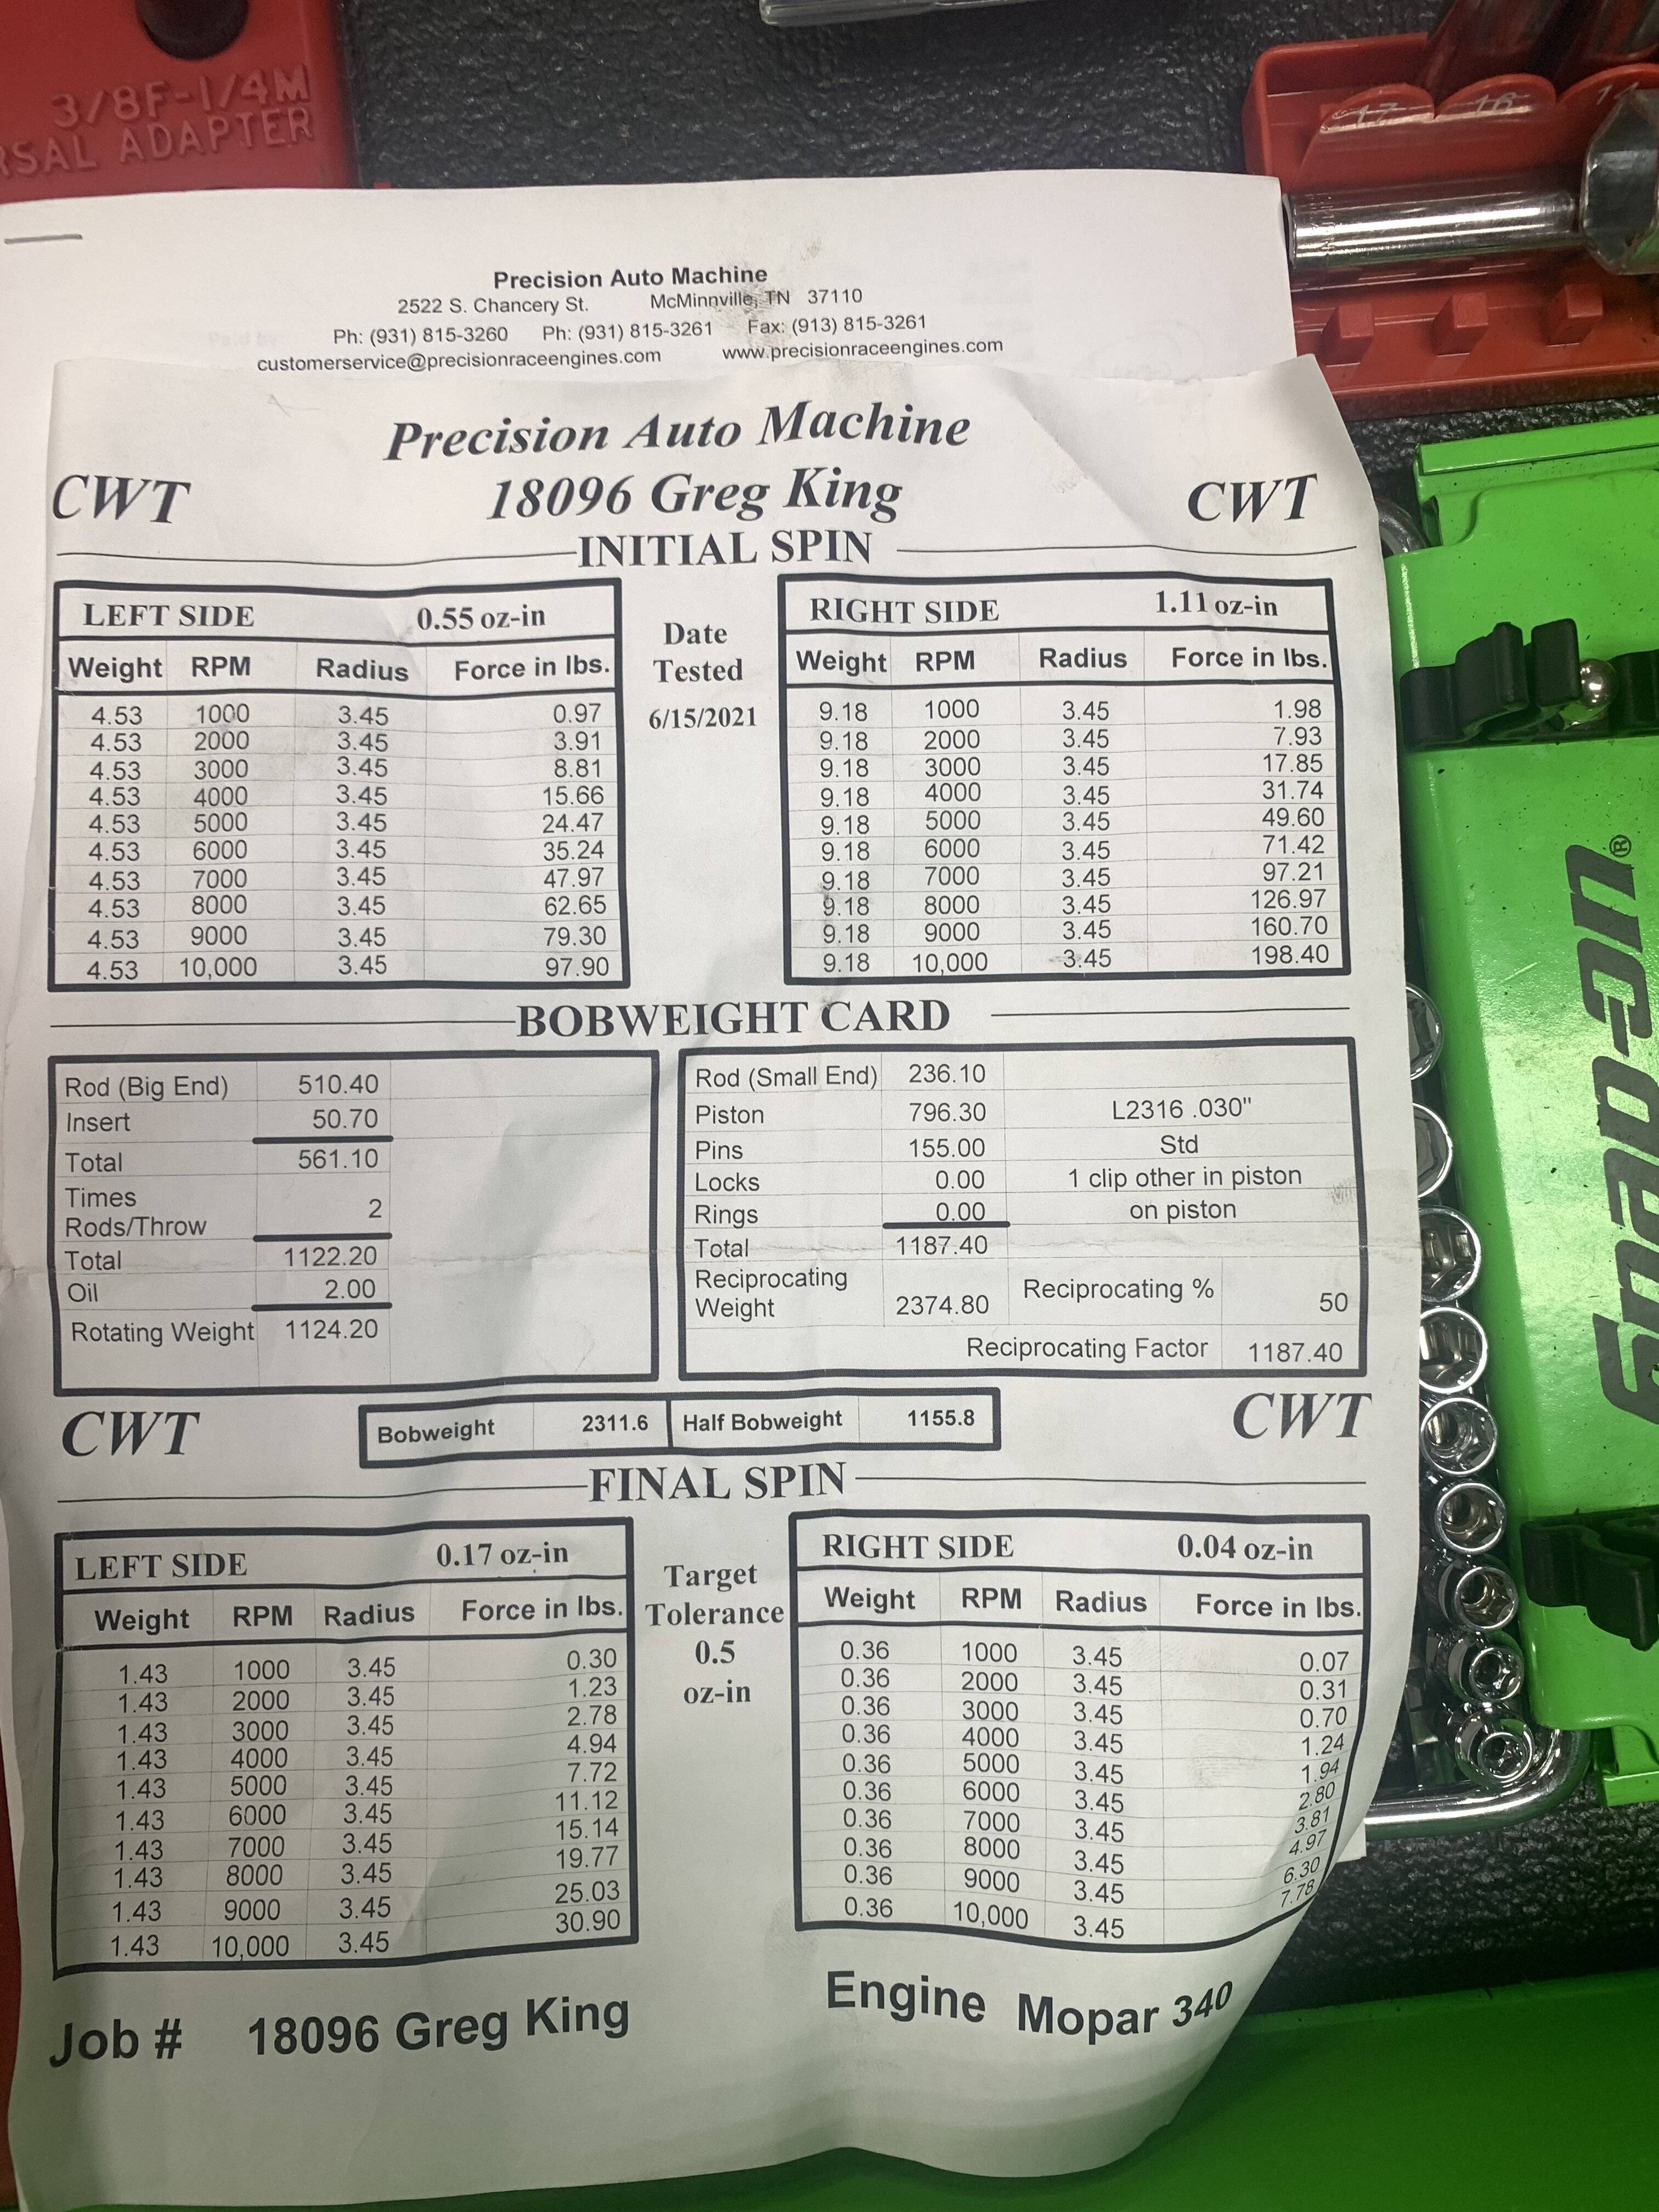 3/8F-1/4M
RSAL ADAPTER
17 16
Precision Auto Machine
2522 S. Chancery St. McMinnville, TN 37110
Ph: (931) 815-3260 Ph: (931) 815-3261 Fax: (913) 815-3261
customerservice@precisionraceengines.com www.precisionraceengines.com
Precision Auto Machine
CWT 18096 Greg King CWT
INITIAL SPIN
LEFT SIDE 0.55 oz-in
Weight RPM Radius Force in lbs.
4.53 1000 3.45 0.97
4.53 2000 3.45 3.91
4.53 3000 3.45 8.81
4.53 4000 3.45 15.66
4.53 5000 3.45 24.47
4.53 6000 3.45 35.24
4.53 7000 3.45 47.97
4.53 8000 3.45 62.65
4.53 9000 3.45 79.30
4.53 10,000 3.45 97.90
Date
Tested
6/15/2021
RIGHT SIDE 1.11 oz-in
Weight RPM Radius Force in lbs.
9.18 1000 3.45 1.98
9.18 2000 3.45 7.93
9.18 3000 3.45 17.85
9.18 4000 3.45 31.74
9.18 5000 3.45 49.60
9.18 6000 3.45 71.42
9.18 7000 3.45 97.21
9.18 8000 3.45 126.97
9.18 9000 3.45 160.70
9.18 10,000 3.45 198.40
BOBWEIGHT CARD
Rod (Big End) 510.40
Insert 50.70
Total 561.10
Times
Rods/Throw 2
Total 1122.20
Oil 2.00
Rotating Weight 1124.20
Rod (Small End) 236.10
Piston 796.30 L2316 .030"
Pins 155.00 Std
Locks 0.00 1 clip other in piston
Rings 0.00 on piston
Total 1187.40
Reciprocating
Weight 2374.80 Reciprocating % 50
Reciprocating Factor 1187.40
CWT Bobweight 2311.6 Half Bobweight 1155.8 CWT
FINAL SPIN
LEFT SIDE 0.17 oz-in
Weight RPM Radius Force in lbs.
1.43 1000 3.45 0.30
1.43 2000 3.45 1.23
1.43 3000 3.45 2.78
1.43 4000 3.45 4.94
1.43 5000 3.45 7.72
1.43 6000 3.45 11.12
1.43 7000 3.45 15.14
1.43 8000 3.45 19.77
1.43 9000 3.45 25.03
1.43 10,000 3.45 30.90
Target
Tolerance
0.5
oz-in
RIGHT SIDE 0.04 oz-in
Weight RPM Radius Force in lbs.
0.36 1000 3.45 0.07
0.36 2000 3.45 0.31
0.36 3000 3.45 0.70
0.36 4000 3.45 1.24
0.36 5000 3.45 1.94
0.36 6000 3.45 2.80
0.36 7000 3.45 3.81
0.36 8000 3.45 4.97
0.36 9000 3.45 6.30
0.36 10,000 3.45 7.78
Job # 18096 Greg King Engine Mopar 340
Snap-on®